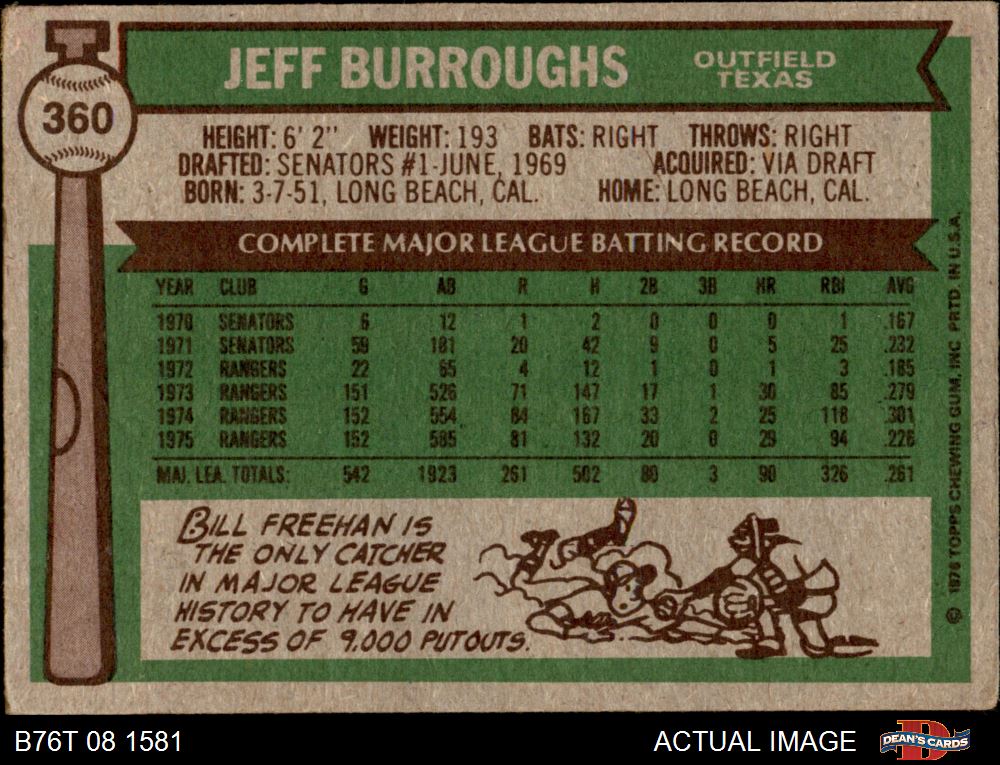 360
JEFF BURROUGHS
OUTFIELD
TEXAS
HEIGHT: 6' 2" WEIGHT: 193 BATS: RIGHT THROWS: RIGHT
DRAFTED: SENATORS #1-JUNE, 1969 ACQUIRED: VIA DRAFT
BORN: 3-7-51, LONG BEACH, CAL. HOME: LONG BEACH, CAL.
COMPLETE MAJOR LEAGUE BATTING RECORD
YEAR CLUB G AB R H 2B 3B HR RBI AVG
1970 SENATORS 6 12 1 2 0 0 0 1 .167
1971 SENATORS 59 181 20 42 9 0 5 25 .232
1972 RANGERS 22 65 4 12 1 0 1 3 .185
1973 RANGERS 151 526 71 147 17 1 30 85 .279
1974 RANGERS 152 554 84 167 33 2 25 118 .301
1975 RANGERS 152 585 81 132 20 0 29 94 .226
MAJ. LEA. TOTALS: 542 1923 261 502 80 3 90 326 .261
BILL FREEHAN IS
THE ONLY CATCHER
IN MAJOR LEAGUE
HISTORY TO HAVE IN
EXCESS OF 9,000 PUTOUTS.
© 1976 TOPPS CHEWING GUM, INC PRTD. IN U.S.A.
B76T 08 1581 ACTUAL IMAGE
DEAN'S CARDS